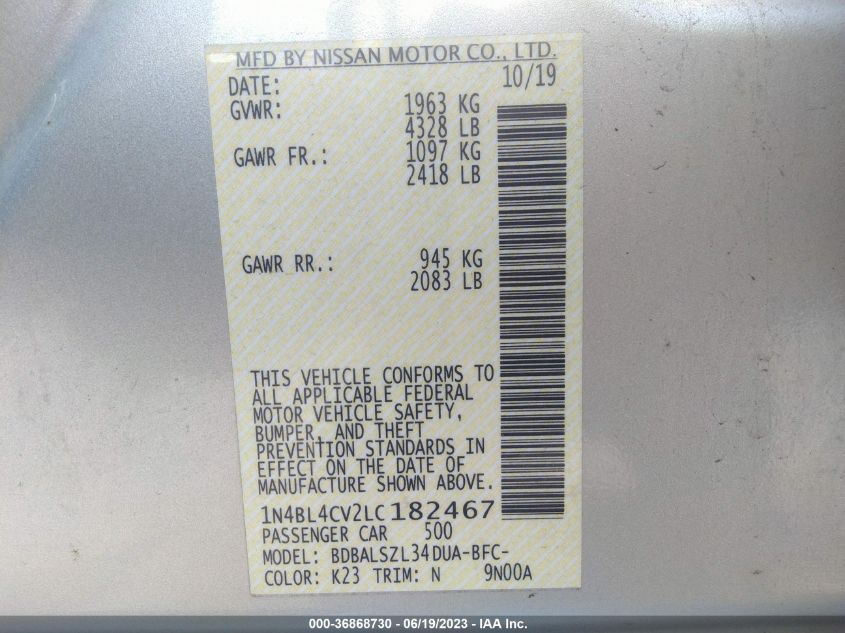 MFD BY NISSAN MOTOR CO., LTD.
DATE: 10/19
GVWR: 1963 KG
4328 LB
GAWR FR.: 1097 KG
2418 LB
GAWR RR.: 945 KG
2083 LB
THIS VEHICLE CONFORMS TO
ALL APPLICABLE FEDERAL
MOTOR VEHICLE SAFETY,
BUMPER, AND THEFT
PREVENTION STANDARDS IN
EFFECT ON THE DATE OF
MANUFACTURE SHOWN ABOVE.
1N4BL4CV2LC182467
PASSENGER CAR 500
MODEL: BDBALSZL34DUA-BFC-
COLOR: K23 TRIM: N 9N00A
000-36868730 - 06/19/2023 - IAA Inc.